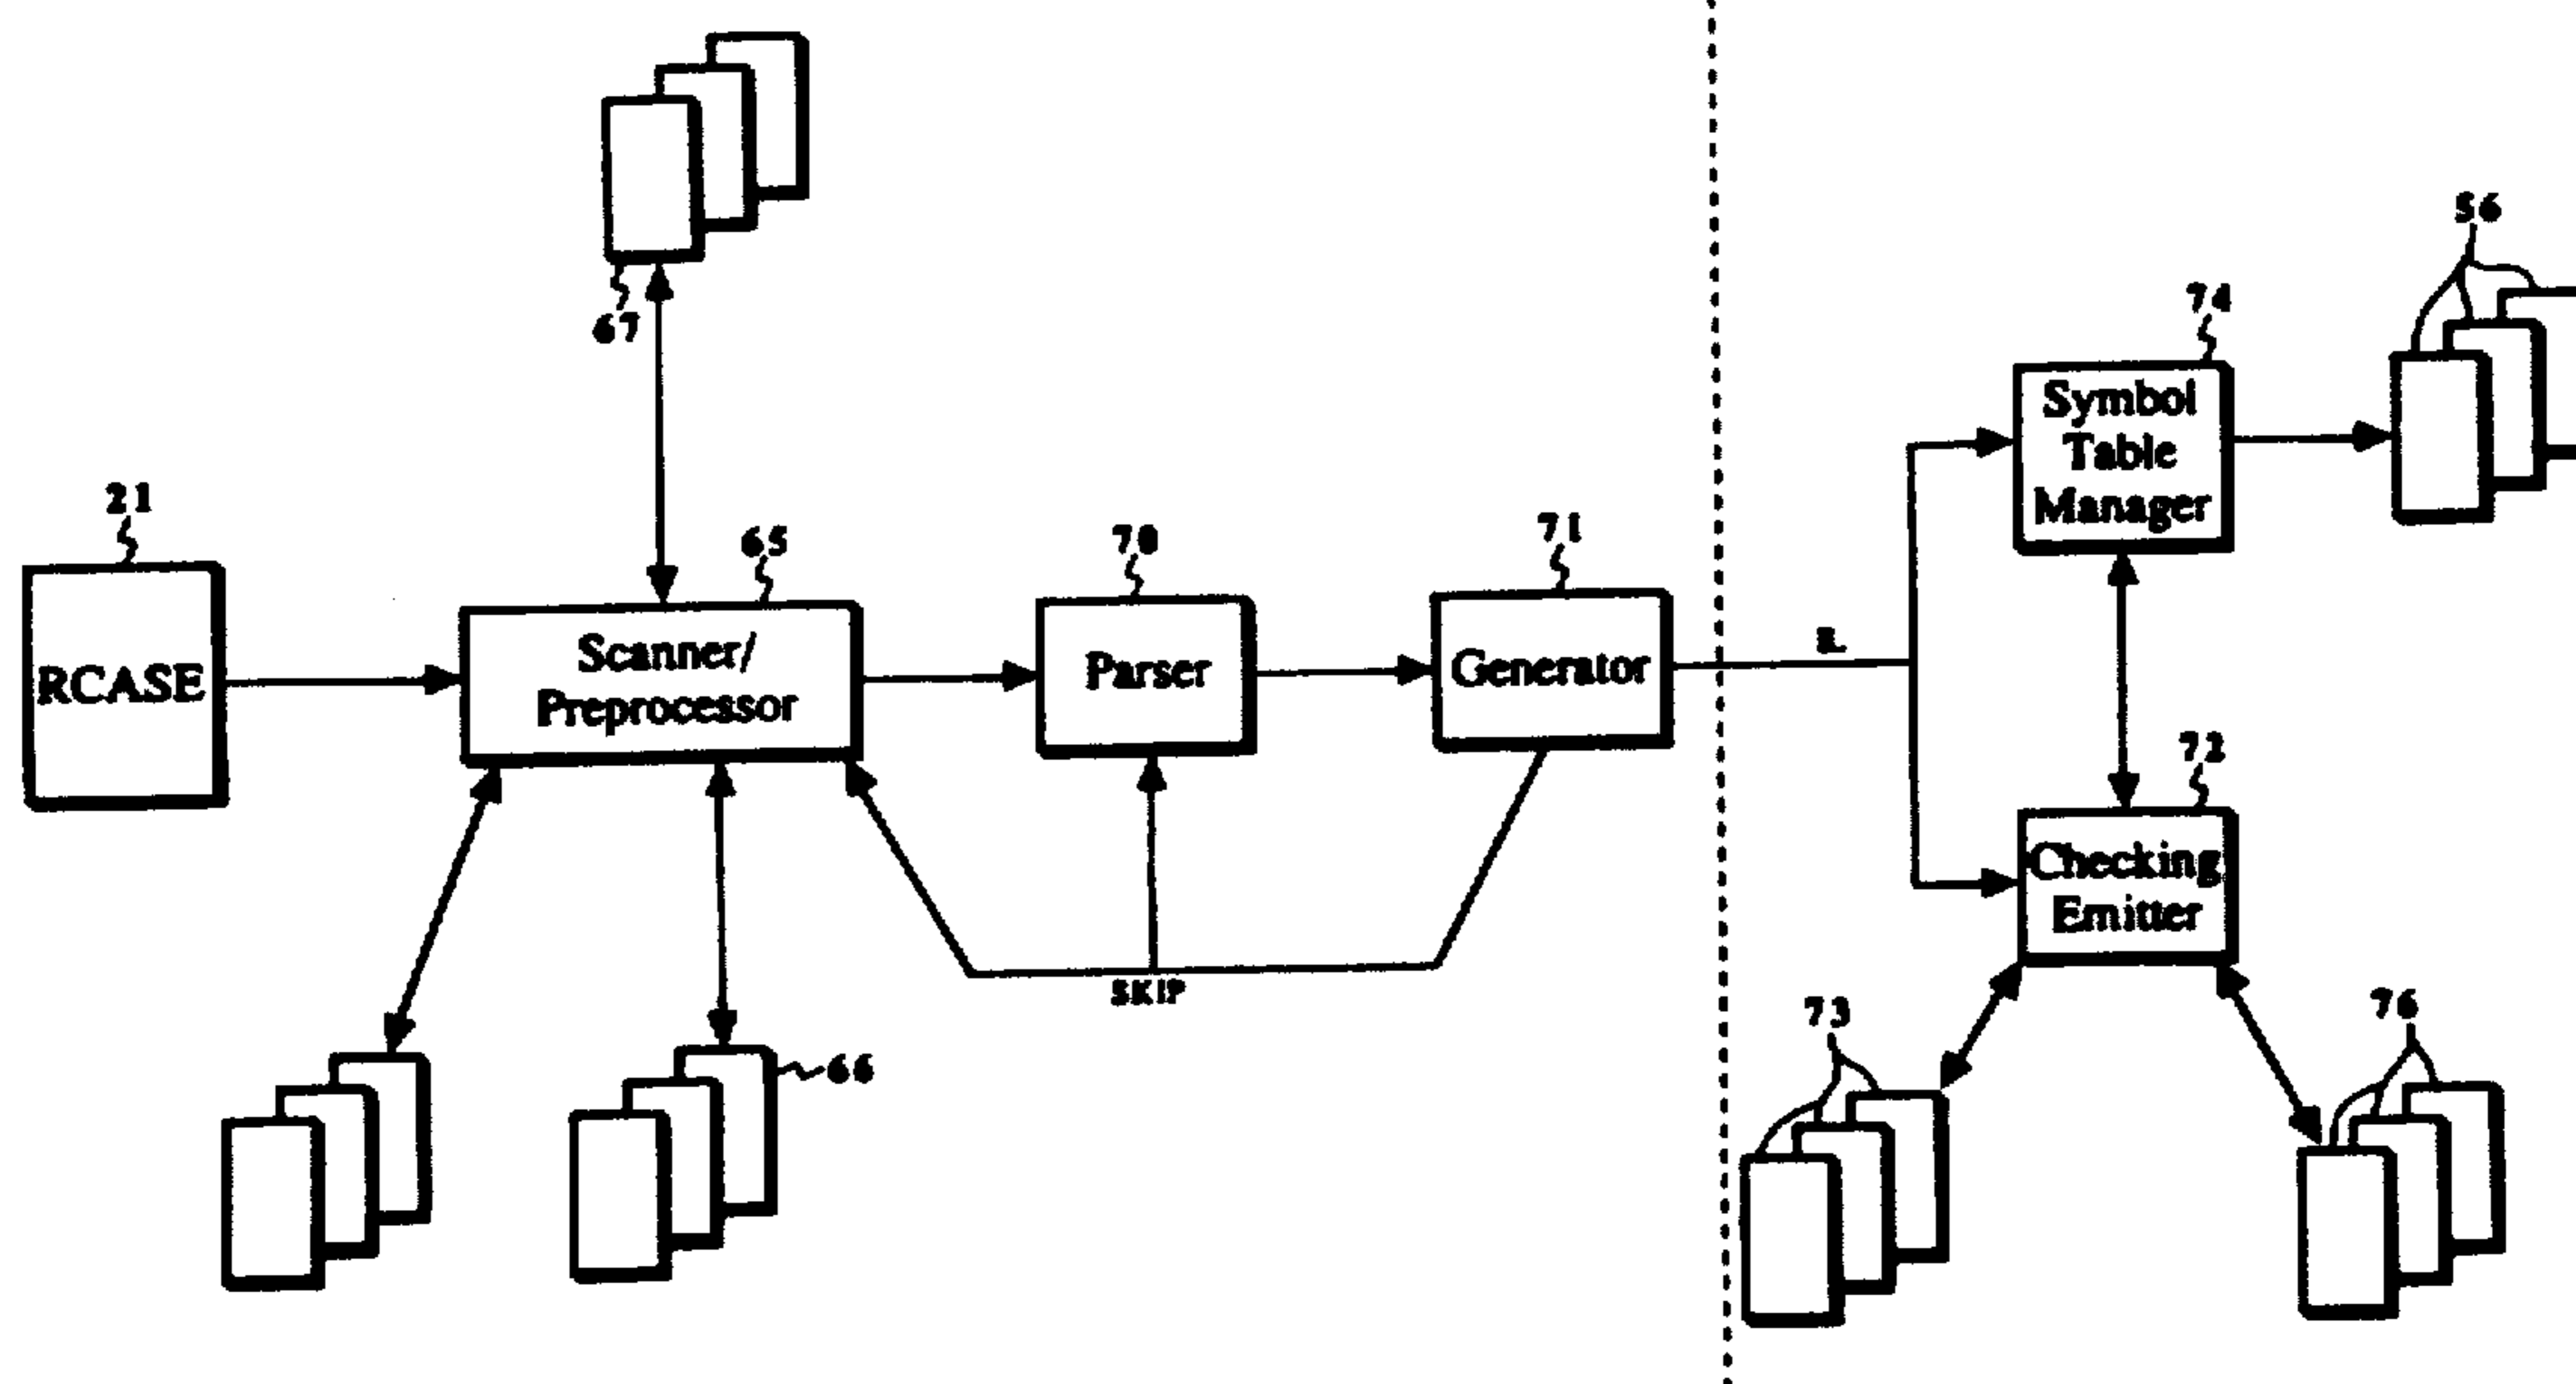 67
56
74
Symbol
Table
Manager
21
RCASE
65
Scanner/
Preprocessor
70
Parser
71
Generator
72
Checking
Emitter
SKIP
66
73
76